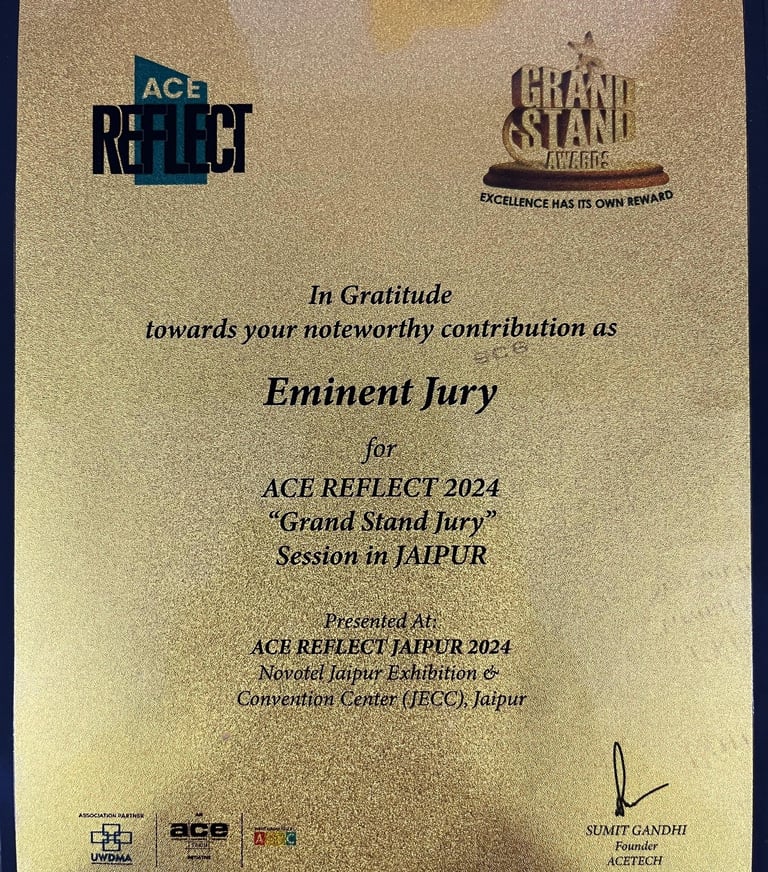 ACE
REFLECT
GRAND
STAND
AWARDS
EXCELLENCE HAS ITS OWN REWARD
In Gratitude
towards your noteworthy contribution as
Eminent Jury
for
ACE REFLECT 2024
“Grand Stand Jury”
Session in JAIPUR
Presented At:
ACE REFLECT JAIPUR 2024
Novotel Jaipur Exhibition &
Convention Center (JECC), Jaipur
ASSOCIATION PARTNER
UWDMA
AN
ace
INITIATIVE
SUMIT GANDHI
Founder
ACETECH